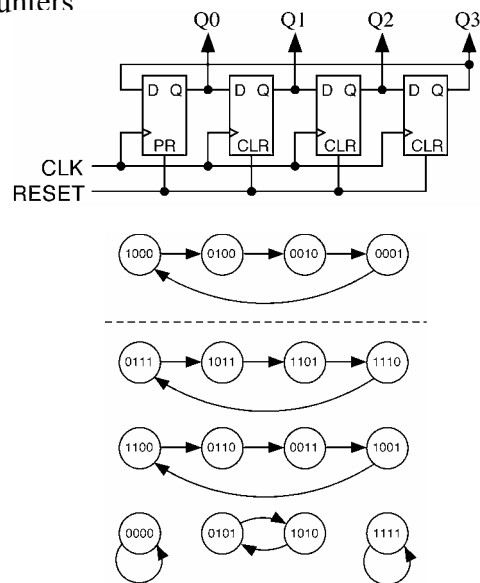 Q0 Q1 Q2 Q3
D Q D Q D Q D Q
PR CLR CLR CLR
CLK
RESET
1000 0100 0010 0001
0111 1011 1101 1110
1100 0110 0011 1001
0000 0101 1010 1111